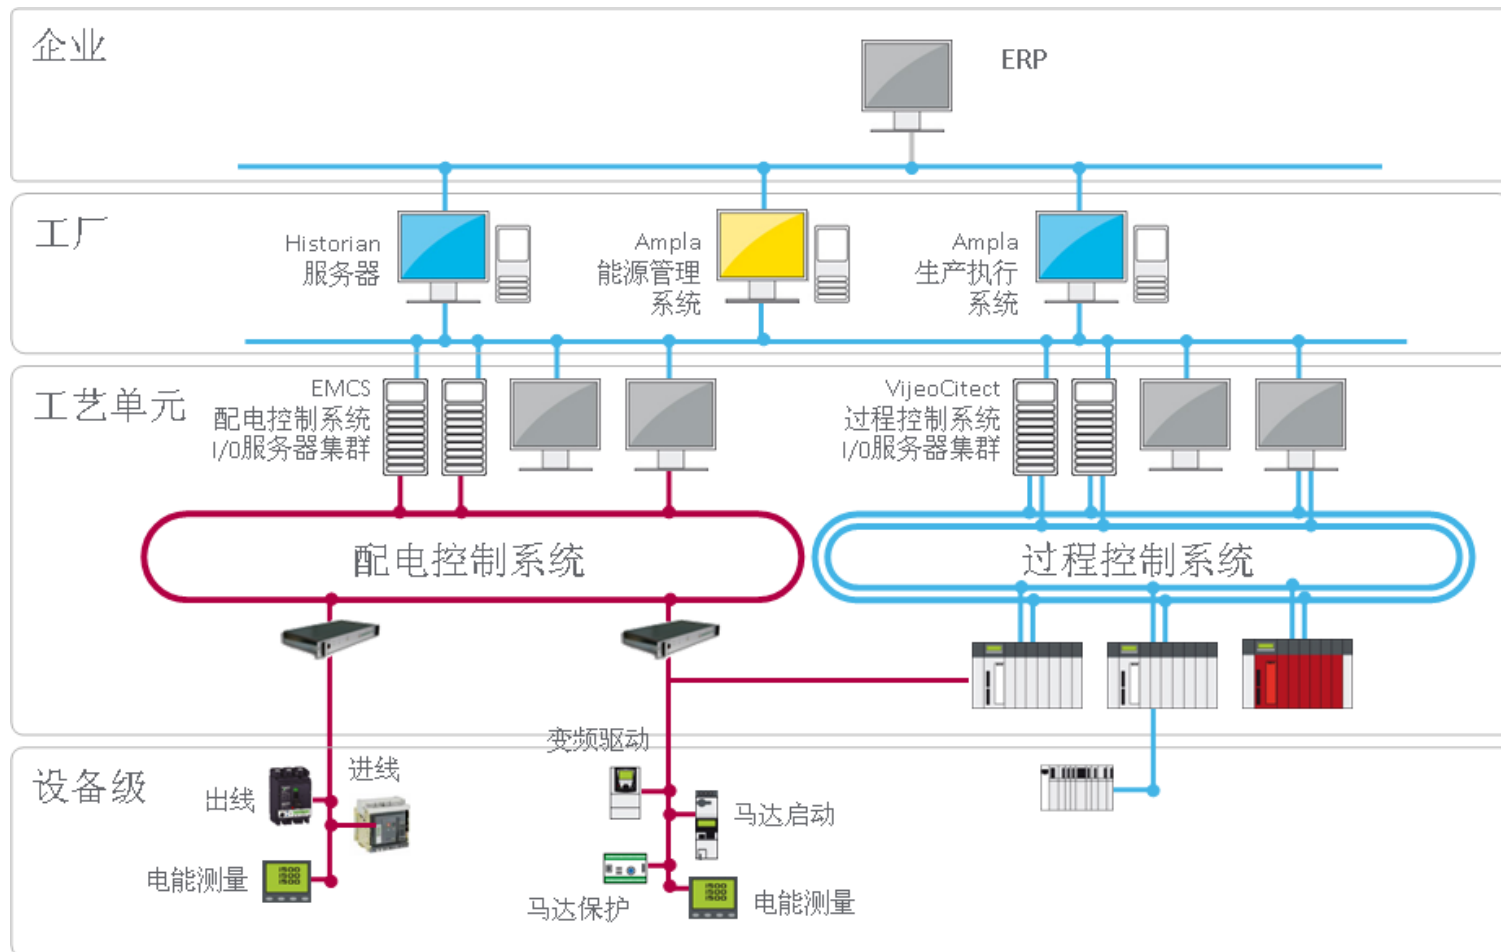 企业
ERP
工厂
Historian
服务器
Ampla
能源管理
系统
Ampla
生产执行
系统
工艺单元
EMCS
配电控制系统
I/0服务器集群
VijeoCitect
过程控制系统
I/0服务器集群
配电控制系统
过程控制系统
变频驱动
设备级
进线
出线
马达启动
电能测量
马达保护
电能测量